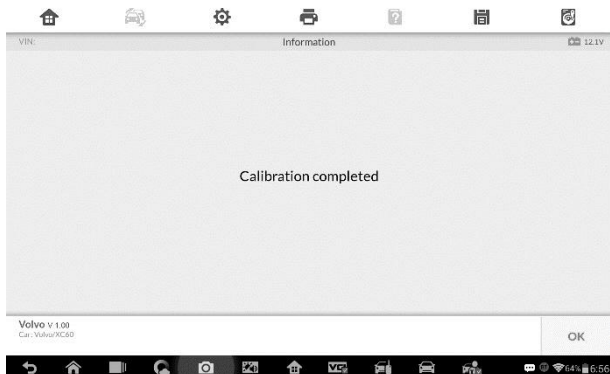 VIN:
Information
12.1V
Calibration completed
Volvo V 1.00
Car: Volvo/XC60
OK
64% 6:56